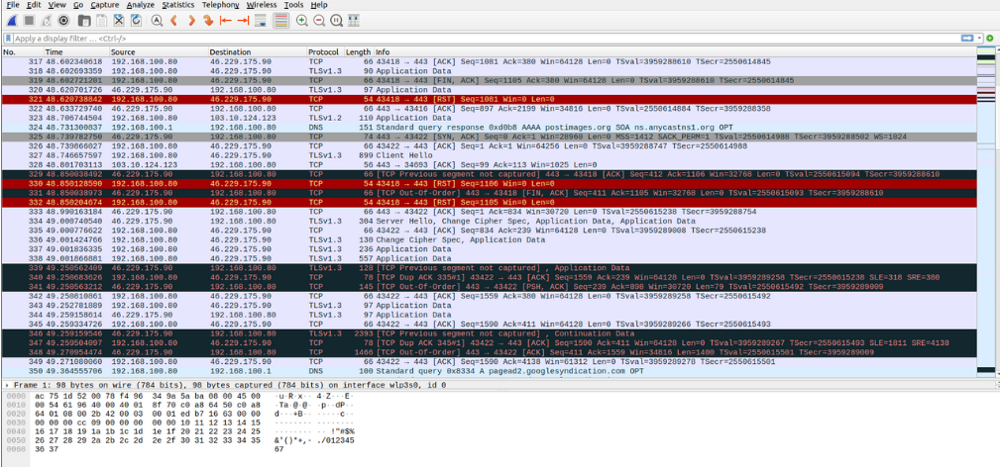 File Edit View Go Capture Analyze Statistics Telephony Wireless Tools Help
Apply a display filter ... <Ctrl-/>
No. Time Source Destination Protocol Length Info
317 48.602340618 192.168.100.80 46.229.175.90 TCP 66 43418 → 443 [ACK] Seq=1081 Ack=380 Win=64128 Len=0 TSval=3959288610 TSecr=2550614845
318 48.602693359 192.168.100.80 46.229.175.90 TLSv1.3 90 Application Data
319 48.602721201 192.168.100.80 46.229.175.90 TCP 66 43418 → 443 [FIN, ACK] Seq=1105 Ack=380 Win=64128 Len=0 TSval=3959288610 TSecr=2550614845
320 48.620701726 46.229.175.90 192.168.100.80 TLSv1.3 97 Application Data
321 48.620738842 192.168.100.80 46.229.175.90 TCP 54 43418 → 443 [RST] Seq=1081 Win=0 Len=0
322 48.633729740 46.229.175.90 192.168.100.80 TCP 66 443 → 43416 [ACK] Seq=897 Ack=2199 Win=34816 Len=0 TSval=2550614884 TSecr=3959288358
323 48.706744504 192.168.100.80 103.10.124.123 TLSv1.2 110 Application Data
324 48.731300837 192.168.100.1 192.168.100.80 DNS 151 Standard query response 0xd0b8 AAAA postimages.org SOA ns.anycastns1.org OPT
325 48.739782750 46.229.175.90 192.168.100.80 TCP 74 443 → 43422 [SYN, ACK] Seq=0 Ack=1 Win=28960 Len=0 MSS=1412 SACK_PERM=1 TSval=2550614988 TSecr=3959288502 WS=1024
326 48.739866027 192.168.100.80 46.229.175.90 TCP 66 43422 → 443 [ACK] Seq=1 Ack=1 Win=64256 Len=0 TSval=3959288747 TSecr=2550614988
327 48.746657597 192.168.100.80 46.229.175.90 TLSv1.3 899 Client Hello
328 48.801703113 103.10.124.123 192.168.100.80 TCP 56 443 → 34693 [ACK] Seq=99 Ack=113 Win=1025 Len=0
329 48.850038492 46.229.175.90 192.168.100.80 TCP 66 [TCP Previous segment not captured] 443 → 43418 [ACK] Seq=412 Ack=1106 Win=32768 Len=0 TSval=2550615094 TSecr=3959288610
330 48.850128590 192.168.100.80 46.229.175.90 TCP 54 43418 → 443 [RST] Seq=1106 Win=0 Len=0
331 48.850038973 46.229.175.90 192.168.100.80 TCP 66 [TCP Out-Of-Order] 443 → 43418 [FIN, ACK] Seq=411 Ack=1105 Win=32768 Len=0 TSval=2550615093 TSecr=3959288610
332 48.850204674 192.168.100.80 46.229.175.90 TCP 54 43418 → 443 [RST] Seq=1105 Win=0 Len=0
333 48.990163184 46.229.175.90 192.168.100.80 TCP 66 443 → 43422 [ACK] Seq=1 Ack=834 Win=30720 Len=0 TSval=2550615238 TSecr=3959288754
334 49.000740540 46.229.175.90 192.168.100.80 TLSv1.3 304 Server Hello, Change Cipher Spec, Application Data, Application Data
335 49.000776622 192.168.100.80 46.229.175.90 TCP 66 43422 → 443 [ACK] Seq=834 Ack=239 Win=64128 Len=0 TSval=3959289008 TSecr=2550615238
336 49.001424766 192.168.100.80 46.229.175.90 TLSv1.3 130 Change Cipher Spec, Application Data
337 49.001836335 192.168.100.80 46.229.175.90 TLSv1.3 236 Application Data
338 49.001866881 192.168.100.80 46.229.175.90 TLSv1.3 557 Application Data
339 49.250562409 46.229.175.90 192.168.100.80 TLSv1.3 128 [TCP Previous segment not captured] , Application Data
340 49.250683626 192.168.100.80 46.229.175.90 TCP 78 [TCP Dup ACK 335#1] 43422 → 443 [ACK] Seq=1559 Ack=239 Win=64128 Len=0 TSval=3959289258 TSecr=2550615238 SLE=318 SRE=380
341 49.250563212 46.229.175.90 192.168.100.80 TCP 145 [TCP Out-Of-Order] 443 → 43422 [PSH, ACK] Seq=239 Ack=898 Win=30720 Len=79 TSval=2550615492 TSecr=3959289009
342 49.250810861 192.168.100.80 46.229.175.90 TCP 66 43422 → 443 [ACK] Seq=1559 Ack=380 Win=64128 Len=0 TSval=3959289258 TSecr=2550615492
343 49.252781889 192.168.100.80 46.229.175.90 TLSv1.3 97 Application Data
344 49.259158614 46.229.175.90 192.168.100.80 TLSv1.3 97 Application Data
345 49.259334726 192.168.100.80 46.229.175.90 TCP 66 43422 → 443 [ACK] Seq=1590 Ack=411 Win=64128 Len=0 TSval=3959289266 TSecr=2550615493
346 49.259159546 46.229.175.90 192.168.100.80 TLSv1.3 2393 [TCP Previous segment not captured] , Continuation Data
347 49.259504097 192.168.100.80 46.229.175.90 TCP 78 [TCP Dup ACK 345#1] 43422 → 443 [ACK] Seq=1590 Ack=411 Win=64128 Len=0 TSval=3959289267 TSecr=2550615493 SLE=1811 SRE=4138
348 49.270954474 46.229.175.90 192.168.100.80 TCP 1466 [TCP Out-Of-Order] 443 → 43422 [ACK] Seq=411 Ack=1559 Win=34816 Len=1400 TSval=2550615501 TSecr=3959289009
349 49.271080060 192.168.100.80 46.229.175.90 TCP 66 43422 → 443 [ACK] Seq=1590 Ack=4138 Win=61312 Len=0 TSval=3959289278 TSecr=2550615501
350 49.364555706 192.168.100.80 192.168.100.1 DNS 100 Standard query 0x8334 A pagead2.googlesyndication.com OPT
Frame 1: 98 bytes on wire (784 bits), 98 bytes captured (784 bits) on interface wlp3s0, id 0
0000 ac 75 1d 52 00 78 f4 96 34 9a 5a ba 08 00 45 00 ·u·R·x·· 4·Z···E·
0010 00 54 61 96 40 00 40 01 8f 70 c0 a8 64 50 c0 a8 ·Ta·@·@· ·p··dP··
0020 64 01 08 00 2b 42 00 03 00 01 ed b7 16 63 00 00 d···+B·· ·····c··
0030 00 00 00 cc 09 00 00 00 00 00 10 11 12 13 14 15 ········ ········
0040 16 17 18 19 1a 1b 1c 1d 1e 1f 20 21 22 23 24 25 ········ ·· !"#$%
0050 26 27 28 29 2a 2b 2c 2d 2e 2f 30 31 32 33 34 35 &'()*+,- ./012345
0060 36 37 67